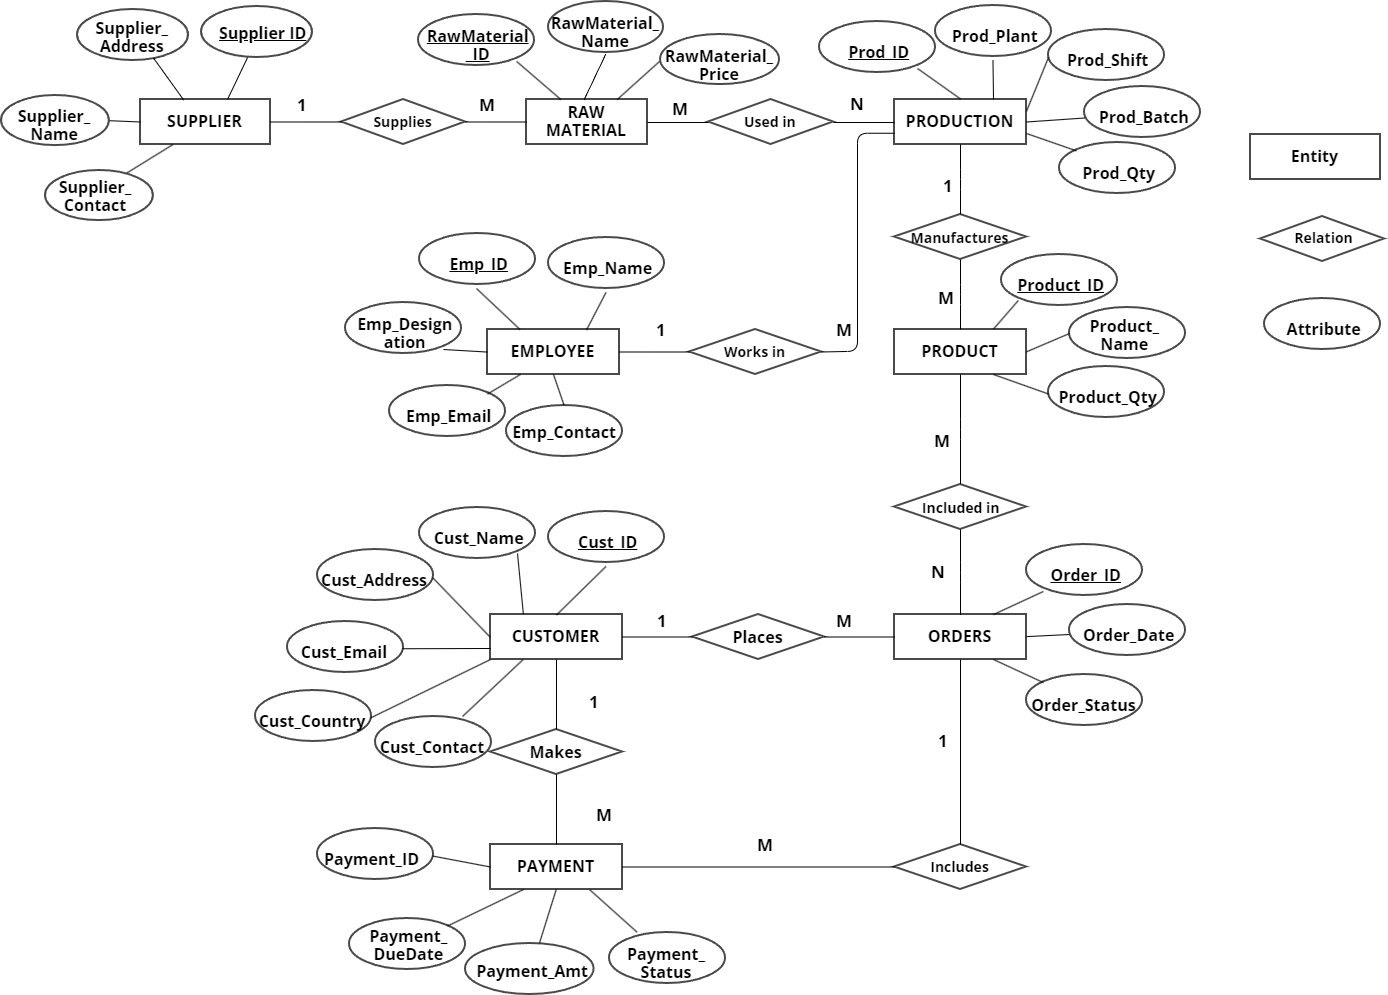 Supplier_
Address
Supplier ID
Supplier_
Name
Supplier_
Contact
SUPPLIER
1
Supplies
M
RawMaterial
_ID
RawMaterial_
Name
RawMaterial_
Price
RAW
MATERIAL
M
Used in
N
Prod_ID
Prod_Plant
Prod_Shift
Prod_Batch
Prod_Qty
PRODUCTION
Entity
Relation
Attribute
1
Manufactures
M
Emp_ID
Emp_Name
Emp_Design
ation
Emp_Email
Emp_Contact
EMPLOYEE
1
Works in
M
Product_ID
Product_
Name
Product_Qty
PRODUCT
M
Included in
N
Cust_Name
Cust_ID
Cust_Address
Cust_Email
Cust_Country
Cust_Contact
CUSTOMER
1
Places
M
Order_ID
Order_Date
Order_Status
ORDERS
1
Makes
M
1
Includes
M
Payment_ID
PAYMENT
Payment_
DueDate
Payment_Amt
Payment_
Status